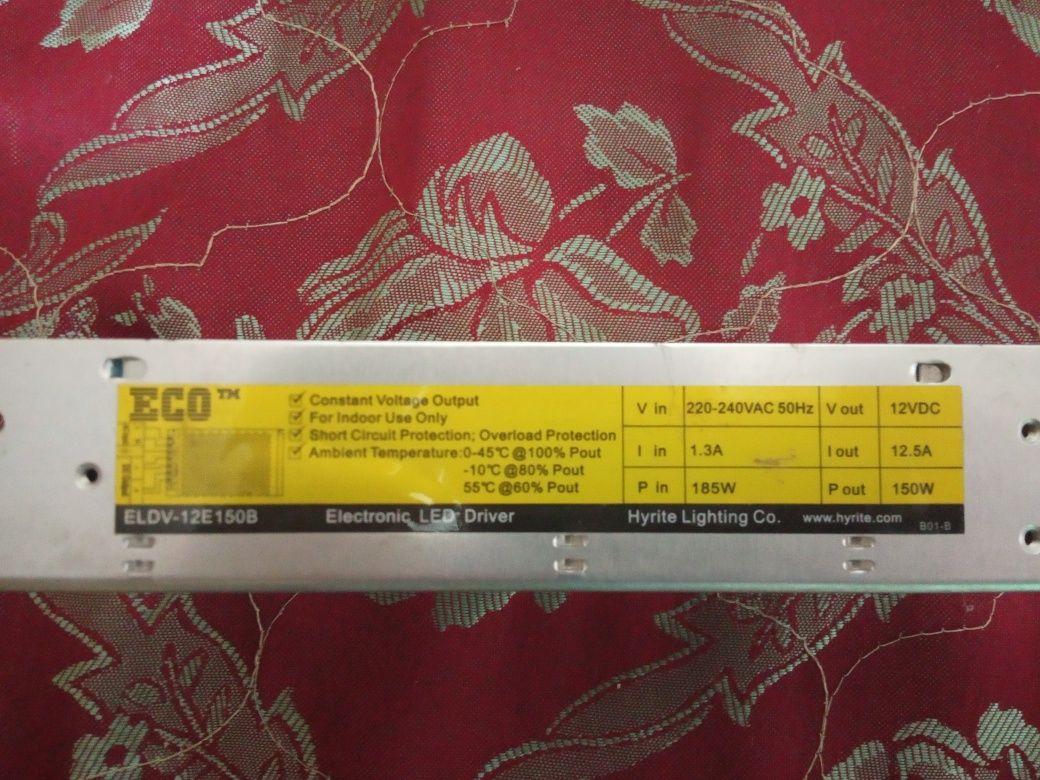 ECO™
☑ Constant Voltage Output
☑ For Indoor Use Only
☑ Short Circuit Protection; Overload Protection
☑ Ambient Temperature:0-45℃@100% Pout
-10℃@80% Pout
55℃@60% Pout
V in 220-240VAC 50Hz V out 12VDC
I in 1.3A I out 12.5A
P in 185W P out 150W
ELDV-12E150B Electronic LED Driver Hyrite Lighting Co. www.hyrite.com B01-B